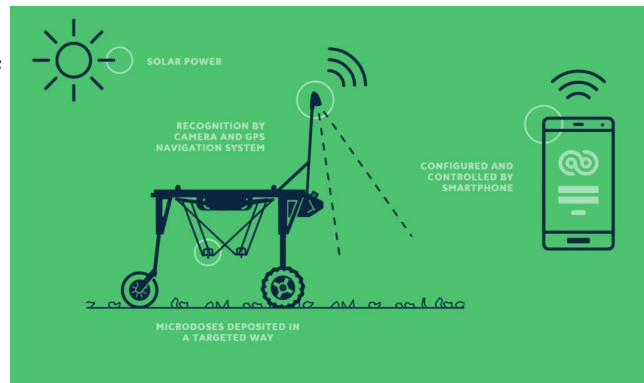 SOLAR POWER
RECOGNITION BY
CAMERA AND GPS
NAVIGATION SYSTEM
CONFIGURED AND
CONTROLLED BY
SMARTPHONE
MICRODOSES DEPOSITED IN
A TARGETED WAY